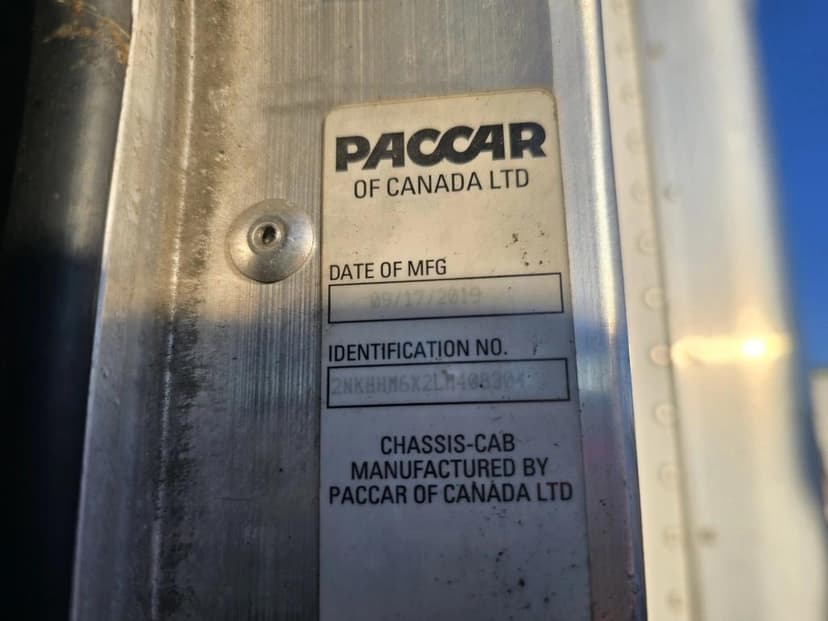 PACCAR
OF CANADA LTD
DATE OF MFG
09/17/2019
IDENTIFICATION NO.
2NKHHM6X2LM408304
CHASSIS-CAB
MANUFACTURED BY
PACCAR OF CANADA LTD